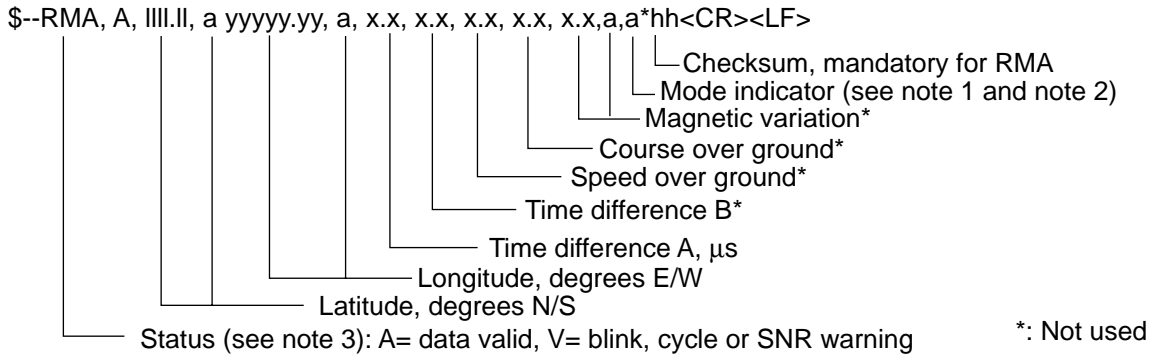 $--RMA, A, llll.ll, a yyyyy.yy, a, x.x, x.x, x.x, x.x, x.x,a,a*hh<CR><LF>
Checksum, mandatory for RMA
Mode indicator (see note 1 and note 2)
Magnetic variation*
Course over ground*
Speed over ground*
Time difference B*
Time difference A, μs
Longitude, degrees E/W
Latitude, degrees N/S
Status (see note 3): A= data valid, V= blink, cycle or SNR warning
*: Not used